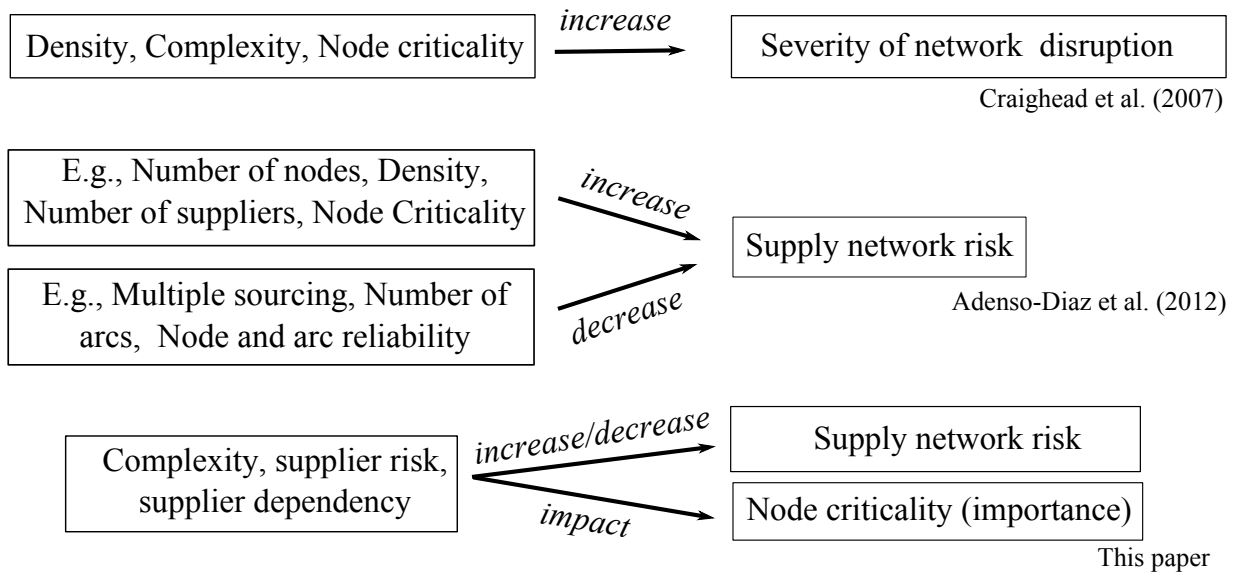 increase
Density, Complexity, Node criticality
Severity of network disruption
Craighead et al. (2007)
E.g., Number of nodes, Density,
Number of suppliers, Node Criticality
increase
Supply network risk
E.g., Multiple sourcing, Number of
arcs, Node and arc reliability
decrease
Adenso-Diaz et al. (2012)
Complexity, supplier risk,
supplier dependency
increase/decrease
Supply network risk
impact
Node criticality (importance)
This paper